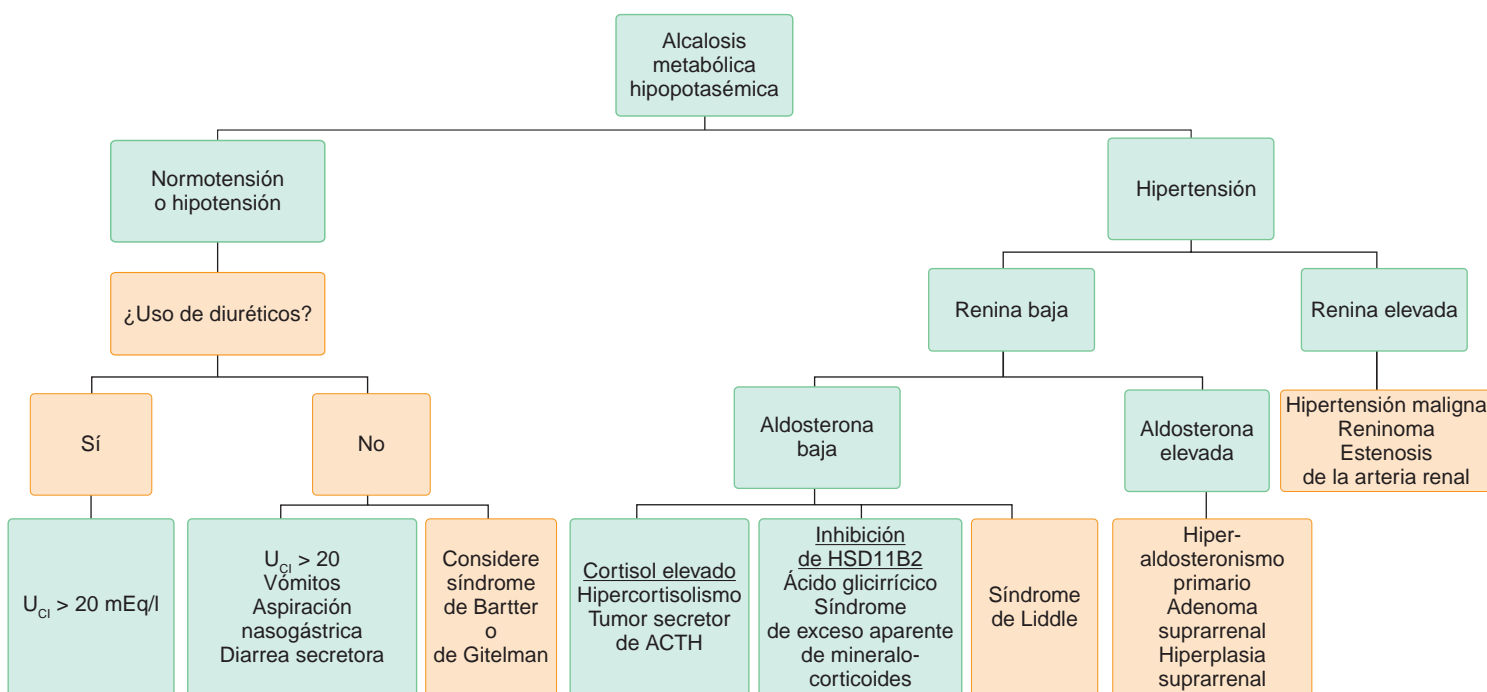 Alcalosis
metabólica
hipopotasémica
Normotensión
o hipotensión
Hipertensión
¿Uso de diuréticos?
Renina baja
Renina elevada
Sí
No
Aldosterona
baja
Aldosterona
elevada
Hipertensión maligna
Reninoma
Estenosis
de la arteria renal
U_Cl > 20 mEq/l
U_Cl > 20
Vómitos
Aspiración
nasogástrica
Diarrea secretora
Considere
síndrome
de Bartter
o
de Gitelman
Cortisol elevado
Hipercortisolismo
Tumor secretor
de ACTH
Inhibición
de HSD11B2
Ácido glicirrícico
Síndrome
de exceso aparente
de mineralo-
corticoides
Síndrome
de Liddle
Hiper-
aldosteronismo
primario
Adenoma
suprarrenal
Hiperplasia
suprarrenal